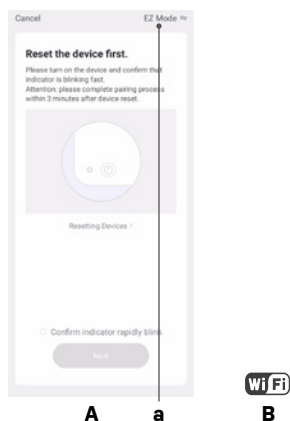 Cancel EZ Mode
Reset the device first.
Please turn on the device and confirm that
indicator is blinking fast.
Attention: please complete pairing process
within 3 minutes after device reset.
Resetting Devices >
Confirm indicator rapidly blink
Next
WiFi
A a B